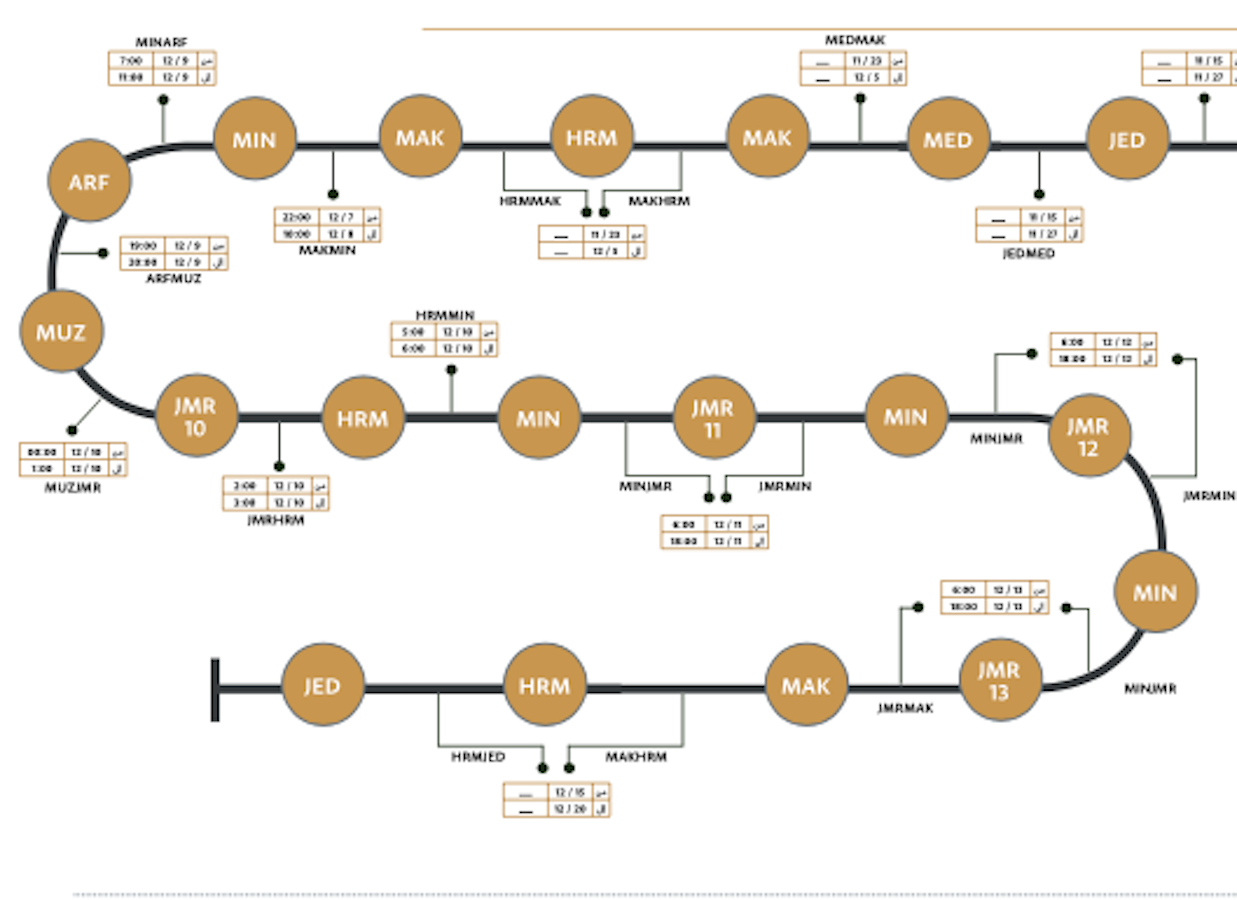 MINARF
7:00 12 / 9 من
11:00 12 / 9 إلى
MEDMAK
__ 11 / 23 من
__ 12 / 5 إلى
11 / 15
11 / 27
MIN
MAK
HRM
MAK
MED
JED
ARF
HRMMAK
MAKHRM
22:00 12 / 7 من
10:00 12 / 8 إلى
MAKMIN
__ 11 / 23 من
__ 12 / 5 إلى
__ 11 / 15 من
__ 11 / 27 إلى
JEDMED
19:00 12 / 9 من
12 / 9 إلى
ARFMUZ
MUZ
HRMMIN
5:00 12 / 10 من
6:00 12 / 10 إلى
6:00 12 / 12 من
18:00 12 / 12 إلى
JMR
10
HRM
MIN
JMR
11
MIN
JMR
12
MINJMR
00:00 12 / 10 من
1:00 12 / 10 إلى
MUZJMR
2:00 12 / 10 من
3:00 12 / 10 إلى
JMRHRM
MINJMR
JMRMIN
JMRMIN
6:00 12 / 11 من
18:00 12 / 11 إلى
MIN
6:00 12 / 13 من
18:00 12 / 13 إلى
JED
HRM
MAK
JMR
13
JMRMAK
MINJMR
HRMJED
MAKHRM
__ 12 / 15 من
__ 12 / 20 إلى